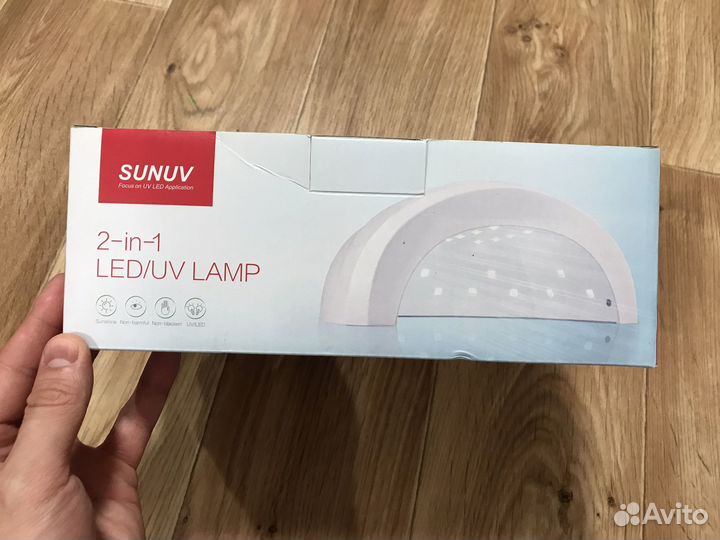 SUNUV
Focus on UV LED Application
2-in-1
LED/UV LAMP
Sunshine Non-harmful Non-blacken UV/LED
Avito